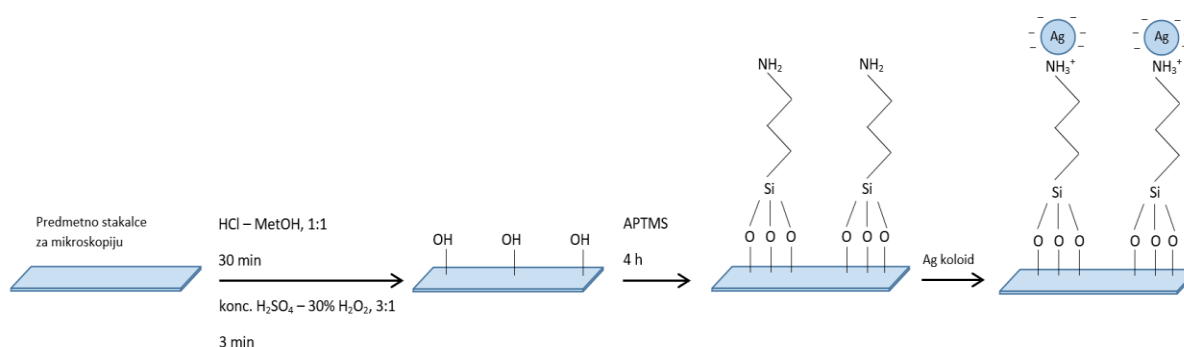 Predmetno stakalce
za mikroskopiju
HCl – MetOH, 1:1
30 min
konc. H₂SO₄ – 30% H₂O₂, 3:1
3 min
OH OH OH
APTMS
4 h
NH₂ NH₂
Si Si
O O O O O O
Ag koloid
– – – – – – – – – – – –
Ag Ag
NH₃⁺ NH₃⁺
Si Si
O O O O O O